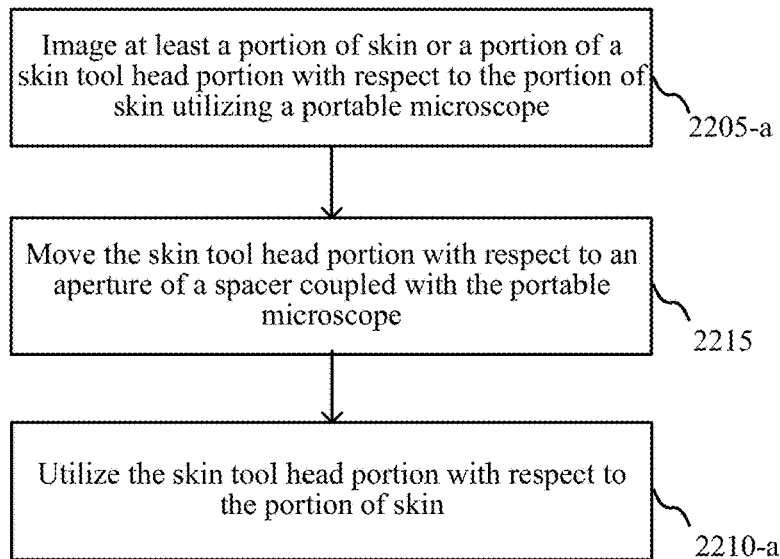 Image at least a portion of skin or a portion of a
skin tool head portion with respect to the portion of
skin utilizing a portable microscope
2205-a
Move the skin tool head portion with respect to an
aperture of a spacer coupled with the portable
microscope
2215
Utilize the skin tool head portion with respect to
the portion of skin
2210-a